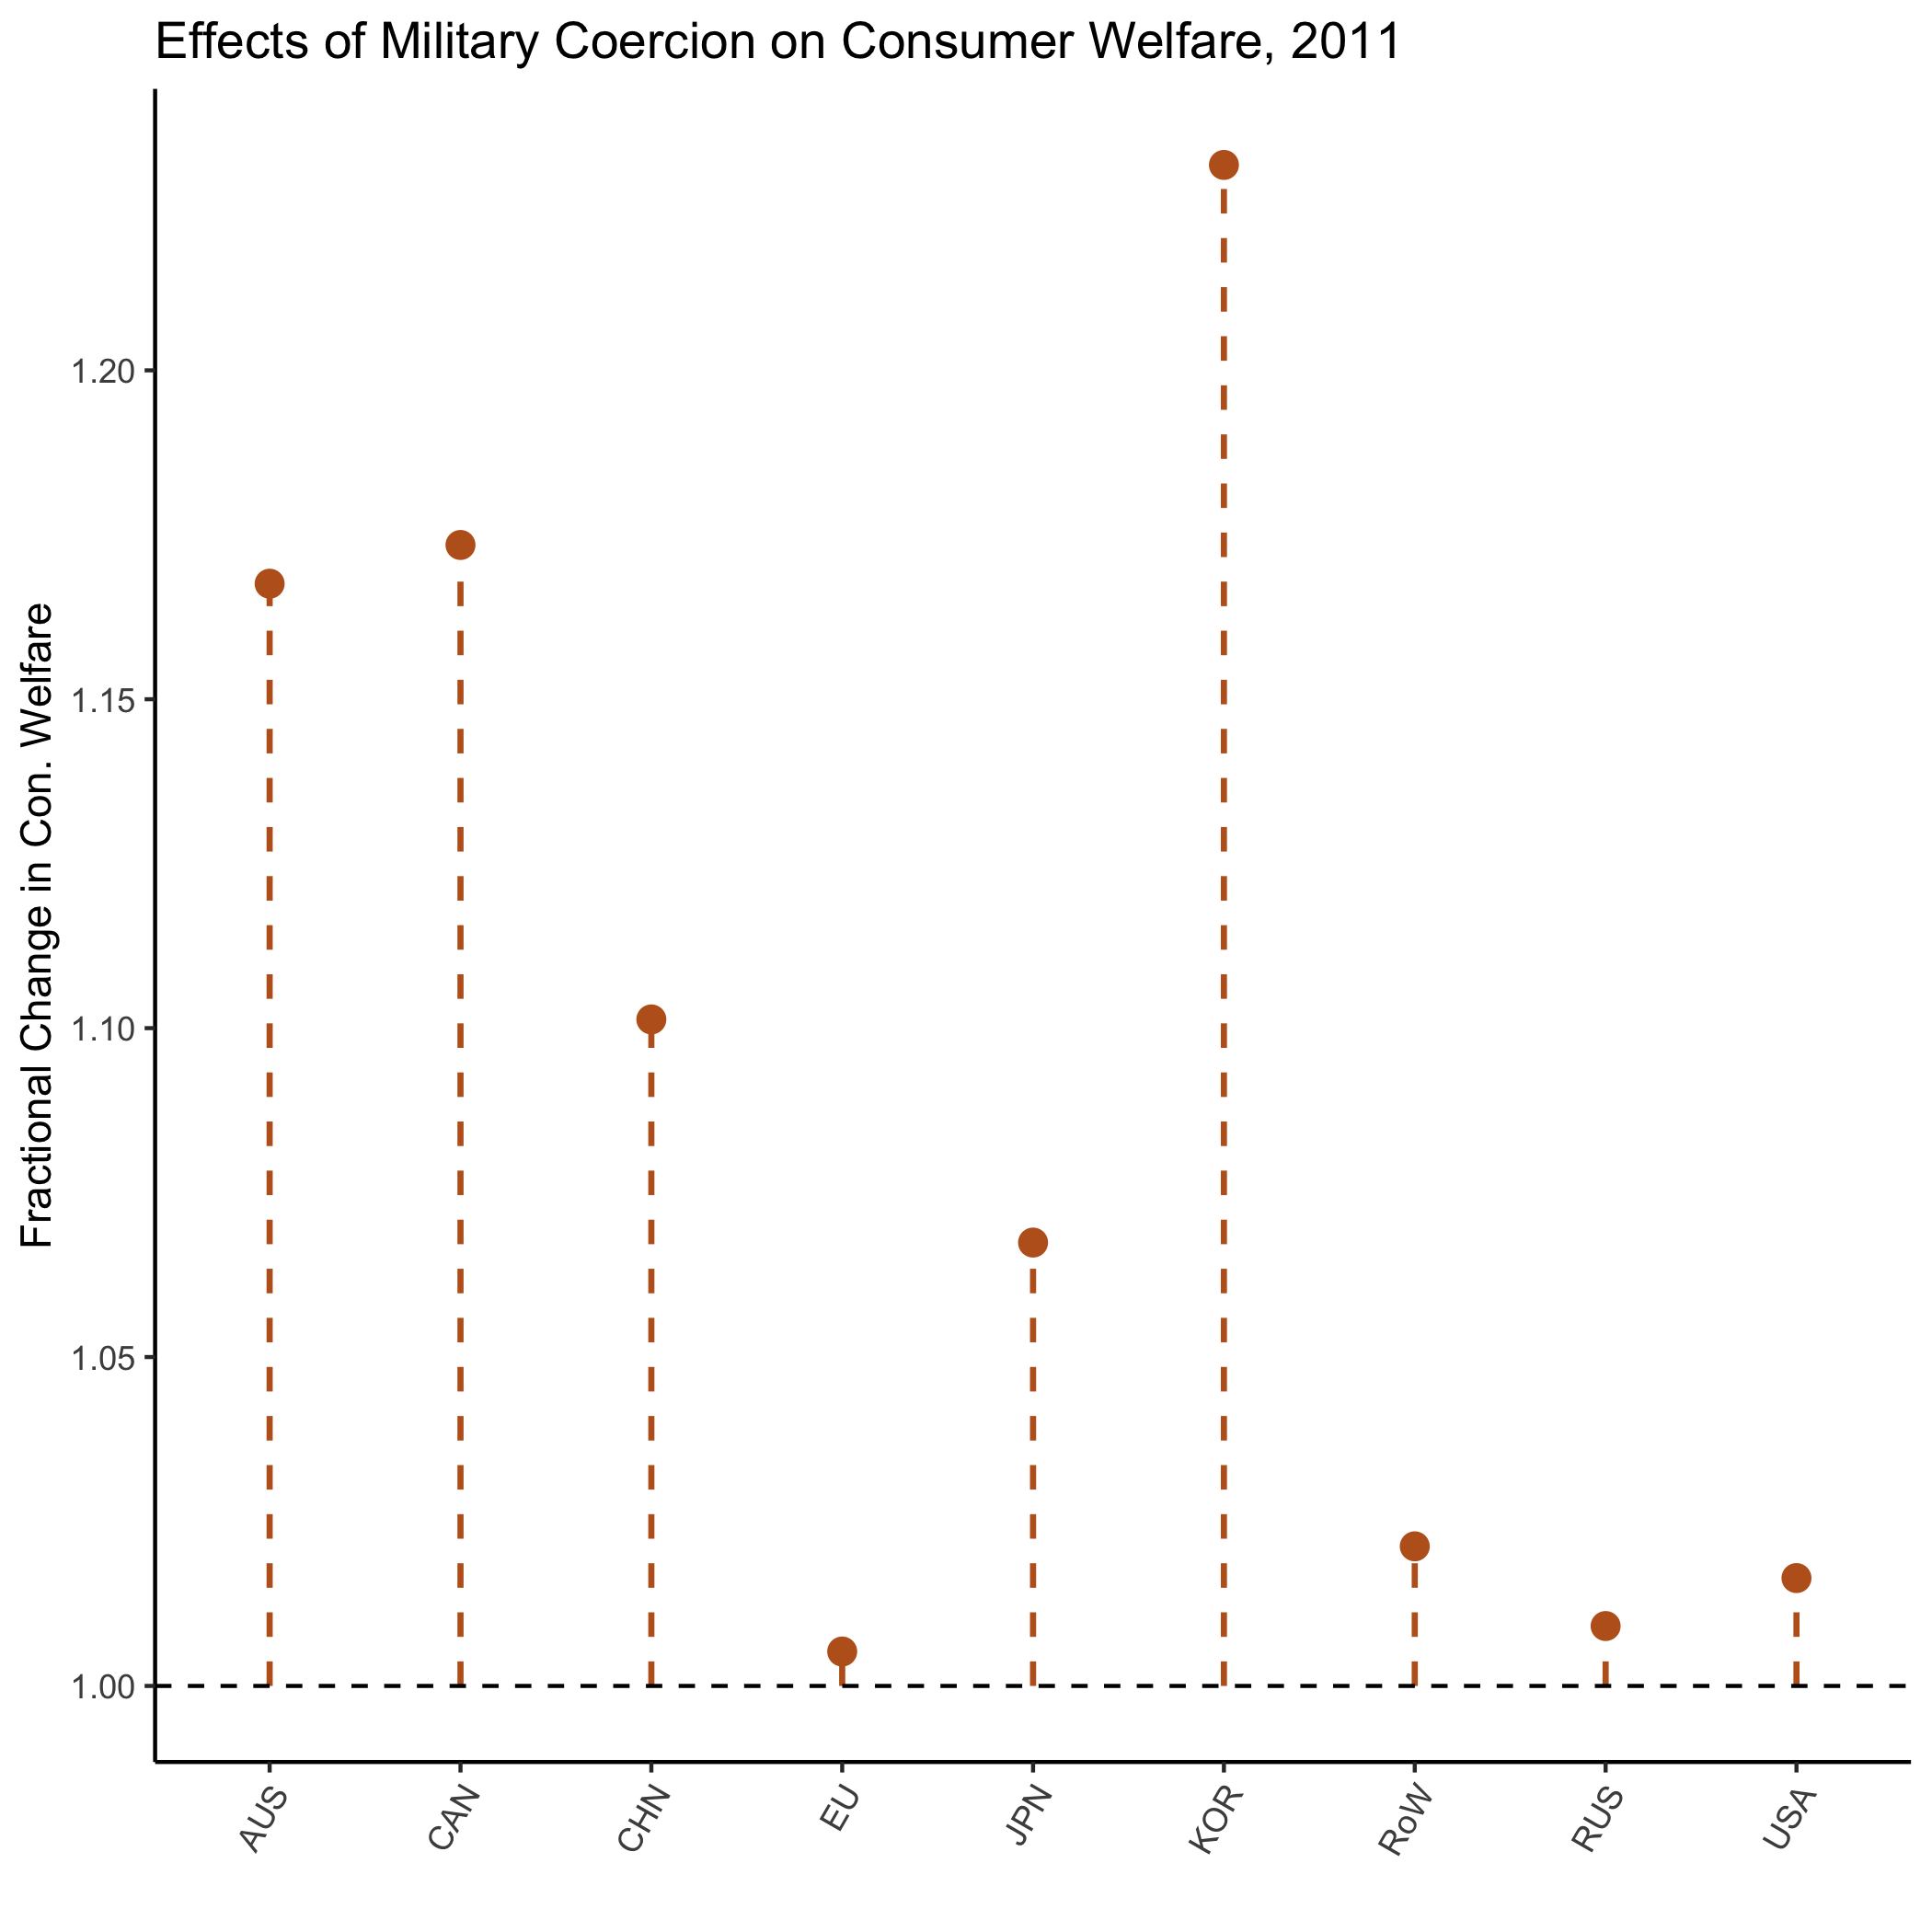 Effects of Military Coercion on Consumer Welfare, 2011
Fractional Change in Con. Welfare
1.20
1.15
1.10
1.05
1.00
AUS
CAN
CHN
EU
JPN
KOR
RoW
RUS
USA